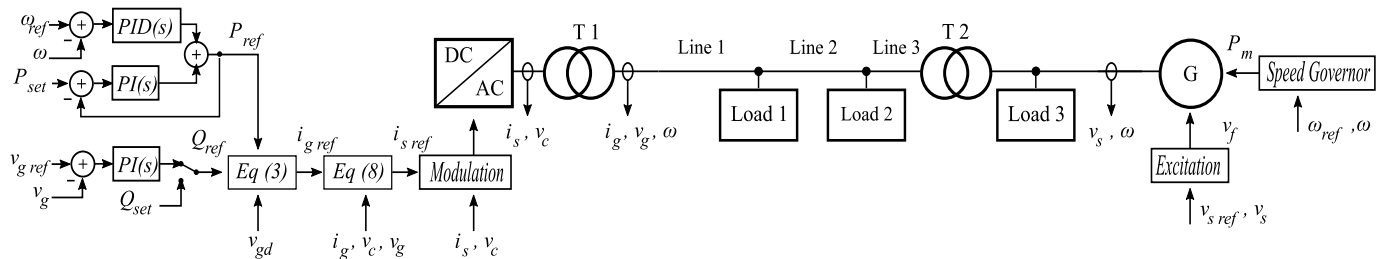 ω_ref
PID(s)
ω
P_ref
P_set
PI(s)
v_g ref
PI(s)
v_g
Q_ref
Q_set
Eq (3)
v_gd
i_g ref
Eq (8)
i_g , v_c , v_g
i_s ref
Modulation
i_s , v_c
DC
AC
i_s , v_c
T 1
i_g , v_g , ω
Line 1
Line 2
Line 3
Load 1
Load 2
T 2
Load 3
v_s , ω
G
P_m
Speed Governor
ω_ref , ω
v_f
Excitation
v_s ref , v_s